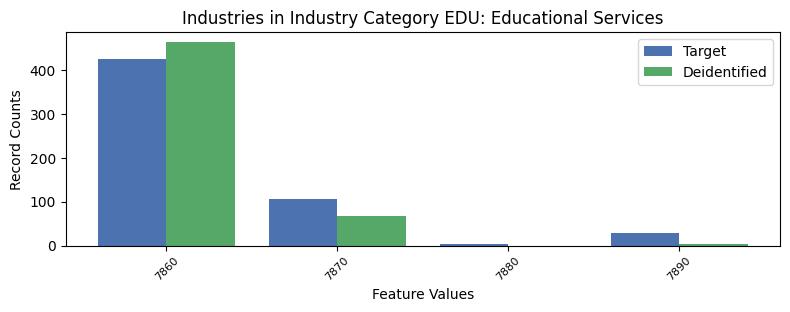 Industries in Industry Category EDU: Educational Services
Target
Deidentified
Record Counts
400
300
200
100
0
7860
7870
7880
7890
Feature Values